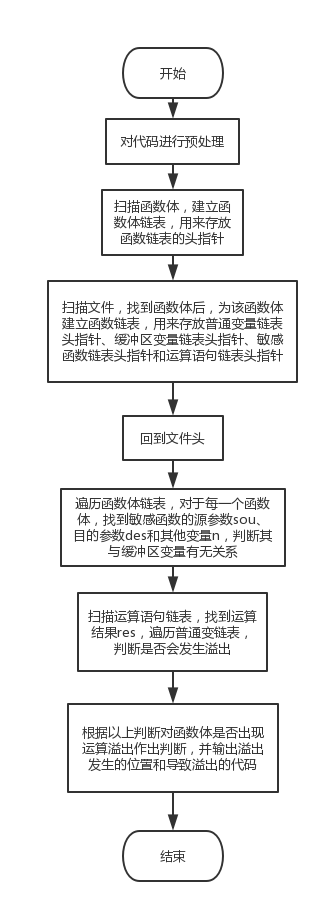 开始
对代码进行预处理
扫描函数体，建立函
数体链表，用来存放
函数链表的头指针
扫描文件，找到函数体后，为该函数体
建立函数链表，用来存放普通变量链表
头指针、缓冲区变量链表头指针、敏感
函数链表头指针和运算语句链表头指针
回到文件头
遍历函数体链表，对于每一个函数
体，找到敏感函数的源参数sou、
目的参数des和其他变量n，判断其
与缓冲区变量有无关系
扫描运算语句链表，找到运算
结果res，遍历普通变链表，
判断是否会发生溢出
根据以上判断对函数体是否出现
运算溢出作出判断，并输出溢出
发生的位置和导致溢出的代码
结束